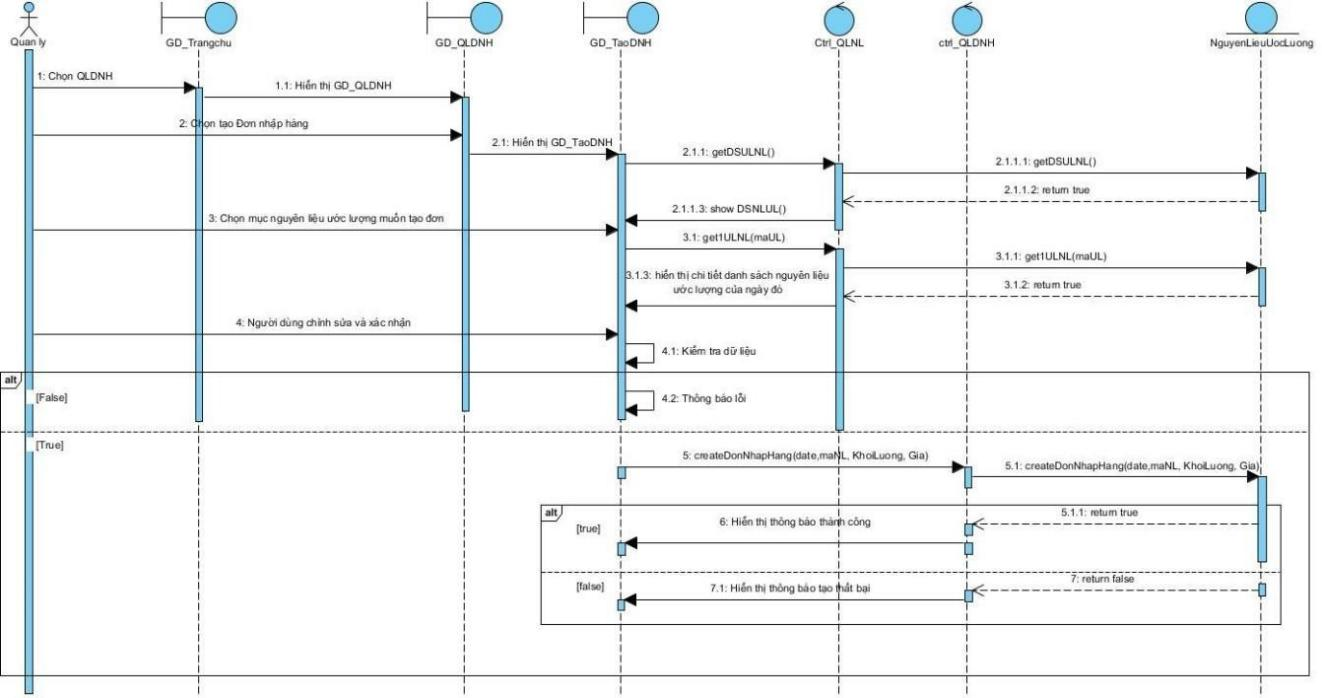 Quan ly
GD_Trangchu
GD_QLDNH
GD_TaoDNH
Ctrl_QLNL
ctrl_QLDNH
NguyenLieuUocLuong
1: Chọn QLDNH
1.1: Hiển thị GD_QLDNH
2: Chọn tạo Đơn nhập hàng
2.1: Hiển thị GD_TaoDNH
2.1.1: getDSULNL()
2.1.1.1: getDSULNL()
2.1.1.2: return true
2.1.1.3: show DSNLUL()
3: Chọn mục nguyên liệu ước lượng muốn tạo đơn
3.1: get1ULNL(maUL)
3.1.1: get1ULNL(maUL)
3.1.2: return true
3.1.3: hiển thị chi tiết danh sách nguyên liệu
ước lượng của ngày đó
4: Người dùng chỉnh sửa và xác nhận
4.1: Kiểm tra dữ liệu
alt
[False]
4.2: Thông báo lỗi
[True]
5: createDonNhapHang(date,maNL, KhoiLuong, Gia)
5.1: createDonNhapHang(date,maNL, KhoiLuong, Gia)
alt
[true]
5.1.1: return true
6: Hiển thị thông báo thành công
[false]
7: return false
7.1: Hiển thị thông báo tạo thất bại